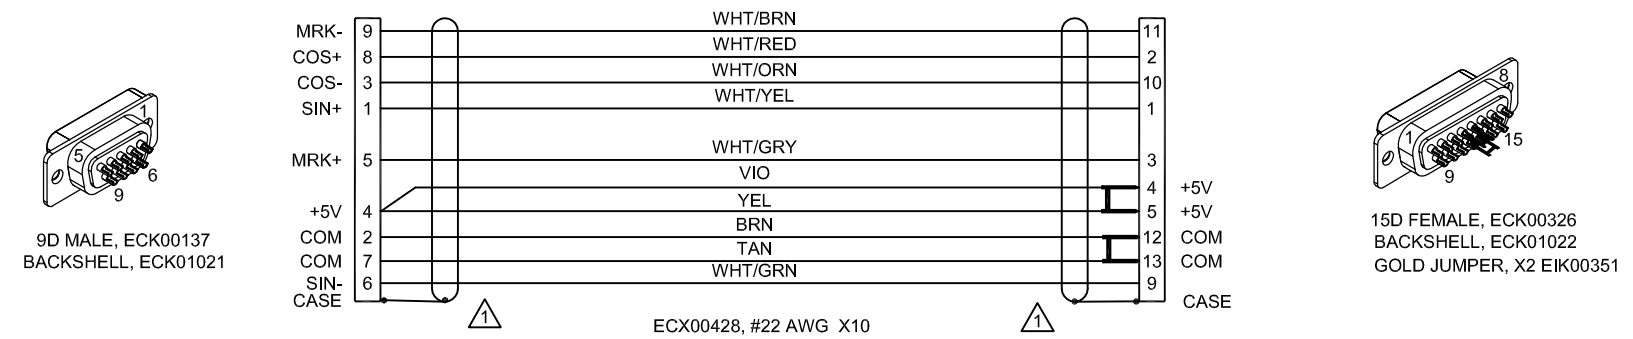 WHT/BRN
MRK- 9 11
WHT/RED
COS+ 8 2
WHT/ORN
COS- 3 10
WHT/YEL
SIN+ 1 1
WHT/GRY
MRK+ 5 3
VIO
4 +5V
YEL
+5V 4 5 +5V
BRN
COM 2 12 COM
TAN
COM 7 13 COM
WHT/GRN
SIN- 6 9
CASE CASE
1 1
ECX00428, #22 AWG X10
1
5
6
9
9D MALE, ECK00137
BACKSHELL, ECK01021
8
1
15
9
15D FEMALE, ECK00326
BACKSHELL, ECK01022
GOLD JUMPER, X2 EIK00351